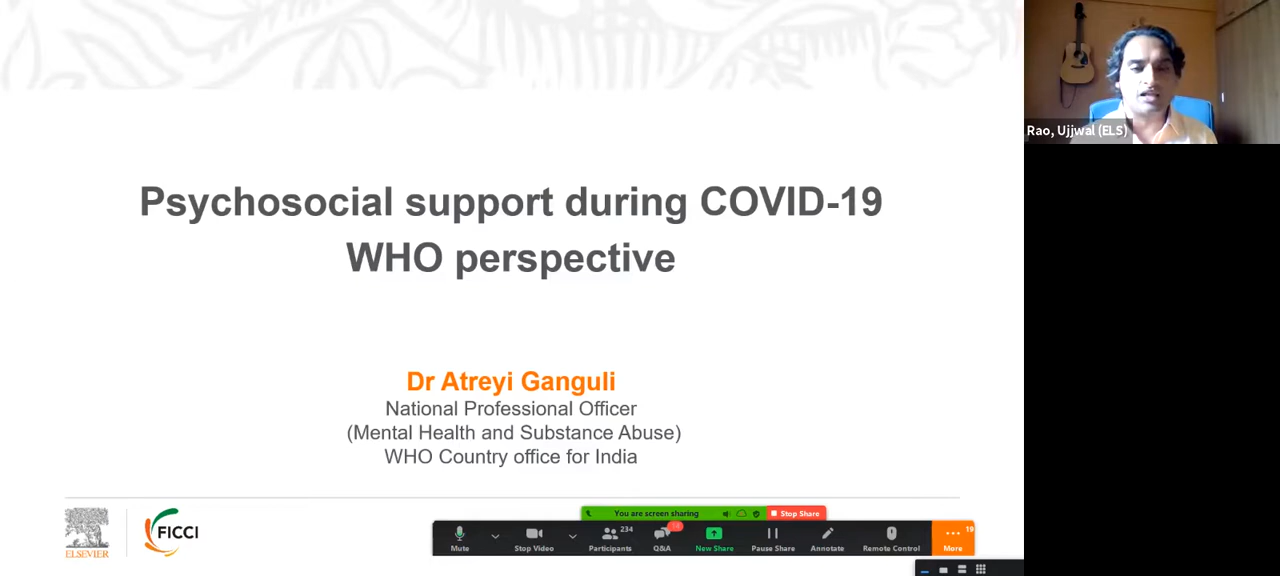 Psychosocial support during COVID-19
WHO perspective
Dr Atreyi Ganguli
National Professional Officer
(Mental Health and Substance Abuse)
WHO Country office for India
ELSEVIER
FICCI
Rao, Ujjwal (ELS)
You are screen sharing
Stop Share
Mute
Stop Video
234
Participants
14
Q&A
New Share
Pause Share
Annotate
Remote Control
19
More